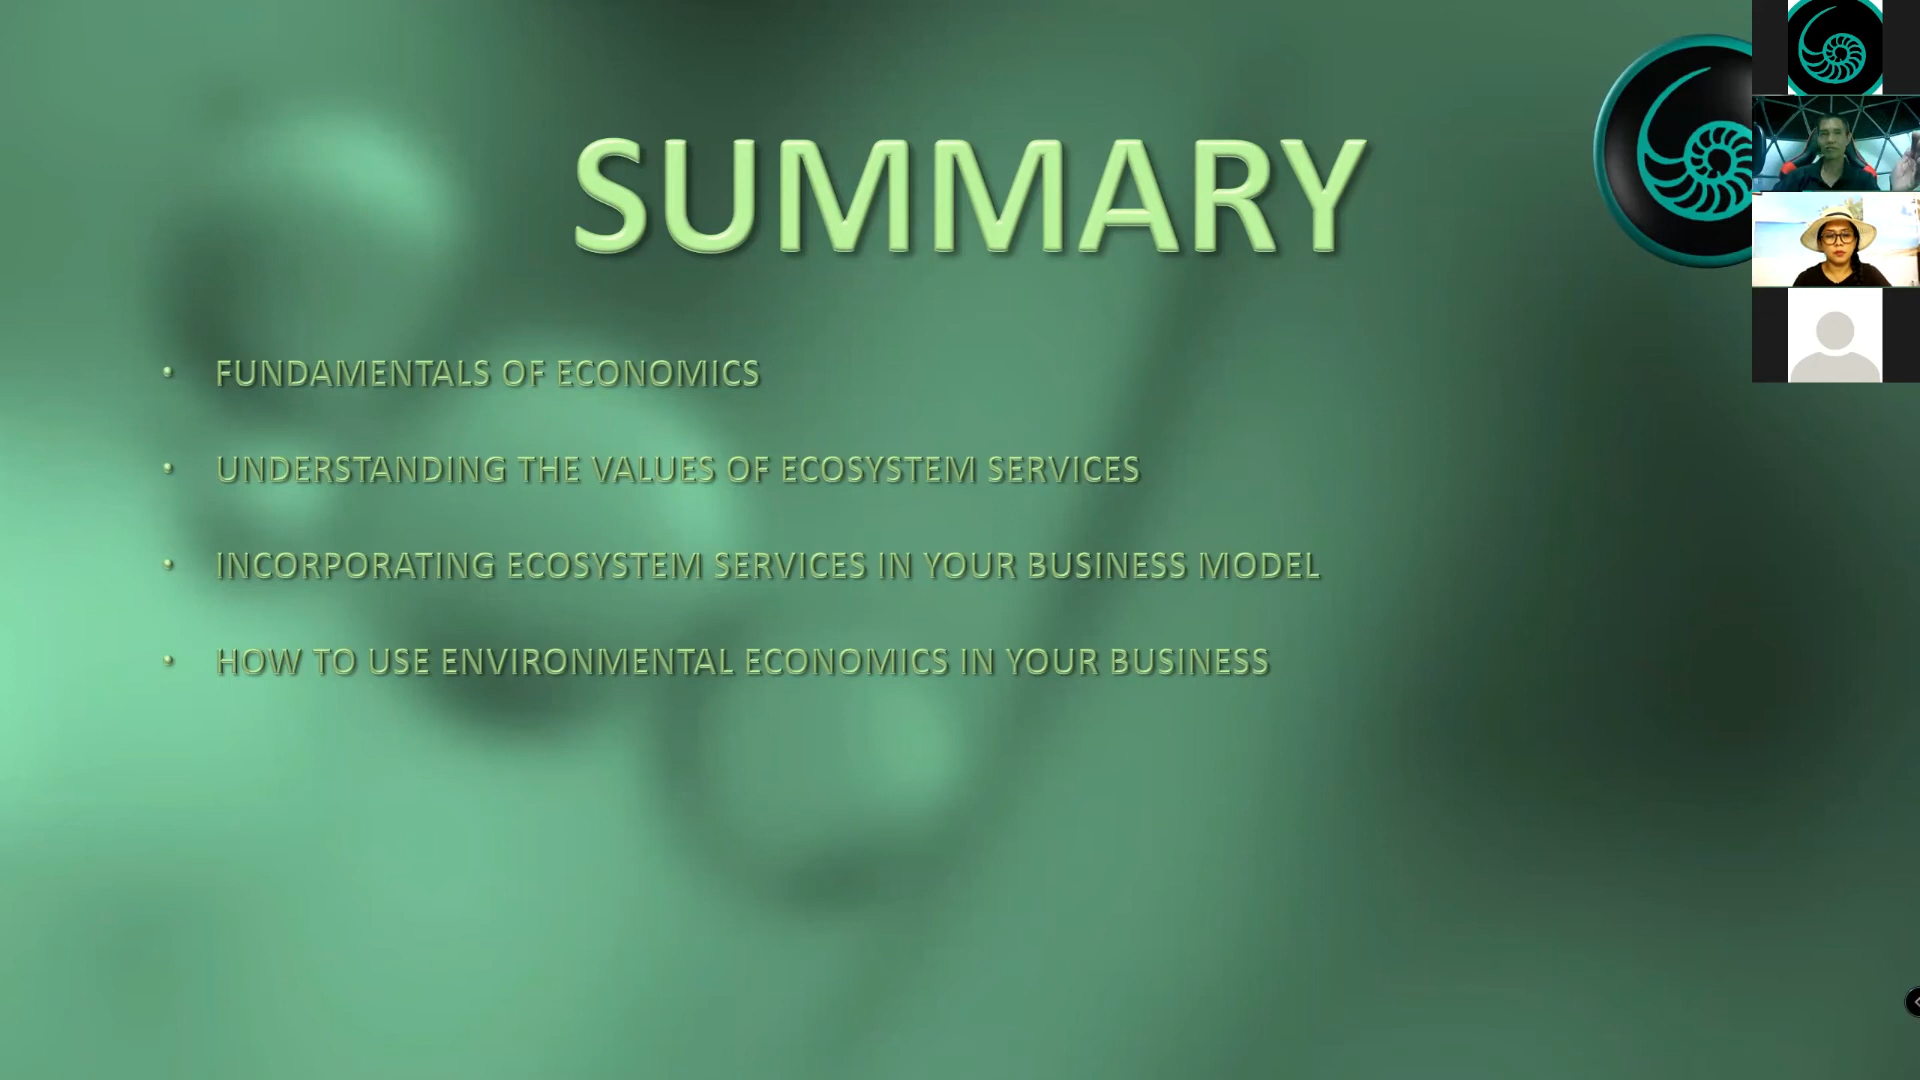 SUMMARY
• FUNDAMENTALS OF ECONOMICS
• UNDERSTANDING THE VALUES OF ECOSYSTEM SERVICES
• INCORPORATING ECOSYSTEM SERVICES IN YOUR BUSINESS MODEL
• HOW TO USE ENVIRONMENTAL ECONOMICS IN YOUR BUSINESS